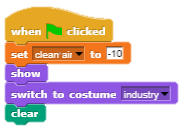 when clicked
set clean air to -10
show
switch to costume industry
clear